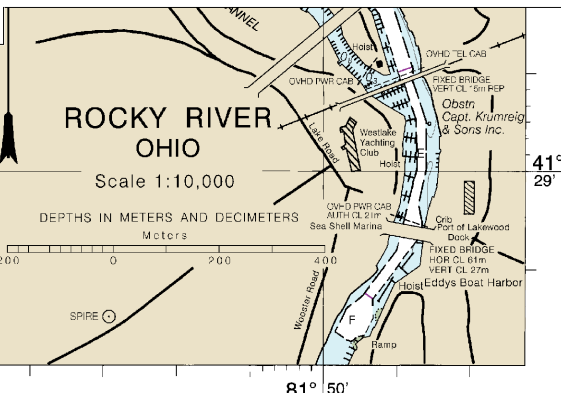 ANNEL
Hoist
OVHD TEL CAB
OVHD PWR CAB
FIXED BRIDGE
VERT CL 15m REP
Obstn
Capt. Krumreig
& Sons Inc.
ROCKY RIVER
OHIO
Scale 1:10,000
Lake Road
Westlake
Yachting
Club
Hoist
41°
29'
DEPTHS IN METERS AND DECIMETERS
Meters
200 0 200 400
OVHD PWR CAB
AUTH CL 21m
Sea Shell Marina
Crib
Port of Lakewood
Dock
FIXED BRIDGE
HOR CL 61m
VERT CL 27m
Hoist
Eddys Boat Harbor
Wooster Road
SPIRE
F
Ramp
81° 50'